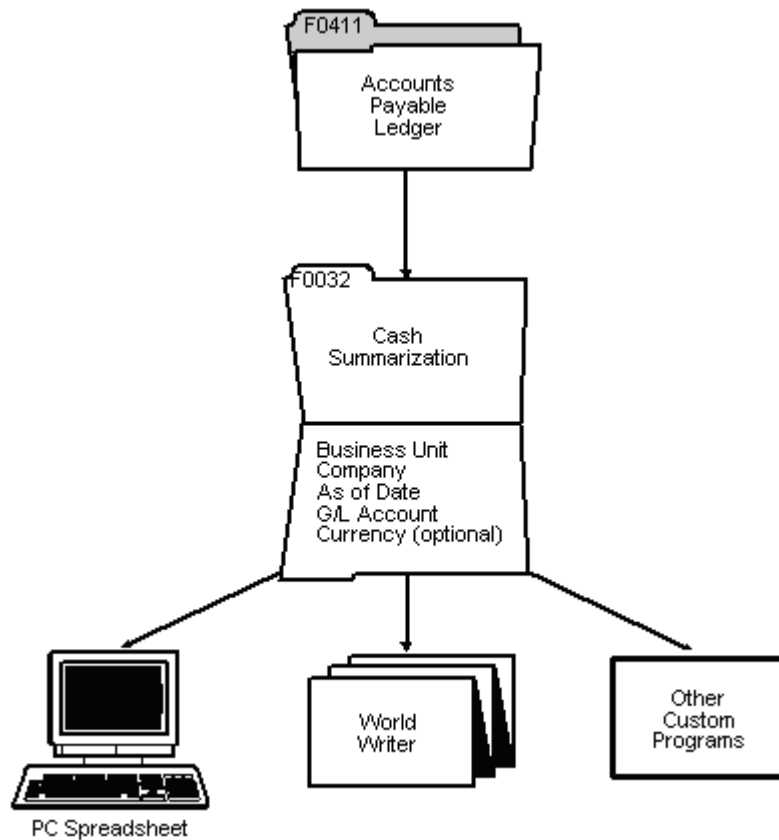 F0411
Accounts
Payable
Ledger
F0032
Cash
Summarization
Business Unit
Company
As of Date
G/L Account
Currency (optional)
World
Writer
Other
Custom
Programs
PC Spreadsheet